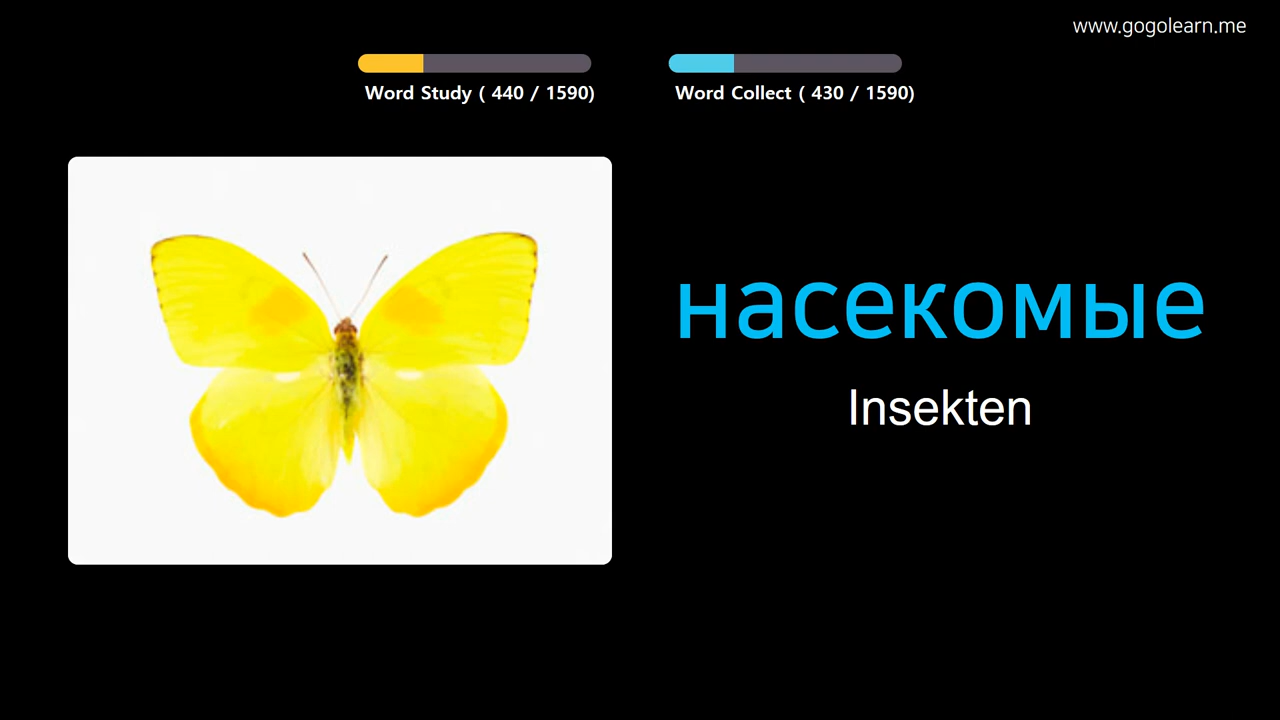 www.gogolearn.me
Word Study ( 440 / 1590)
Word Collect ( 430 / 1590)
насекомые
Insekten